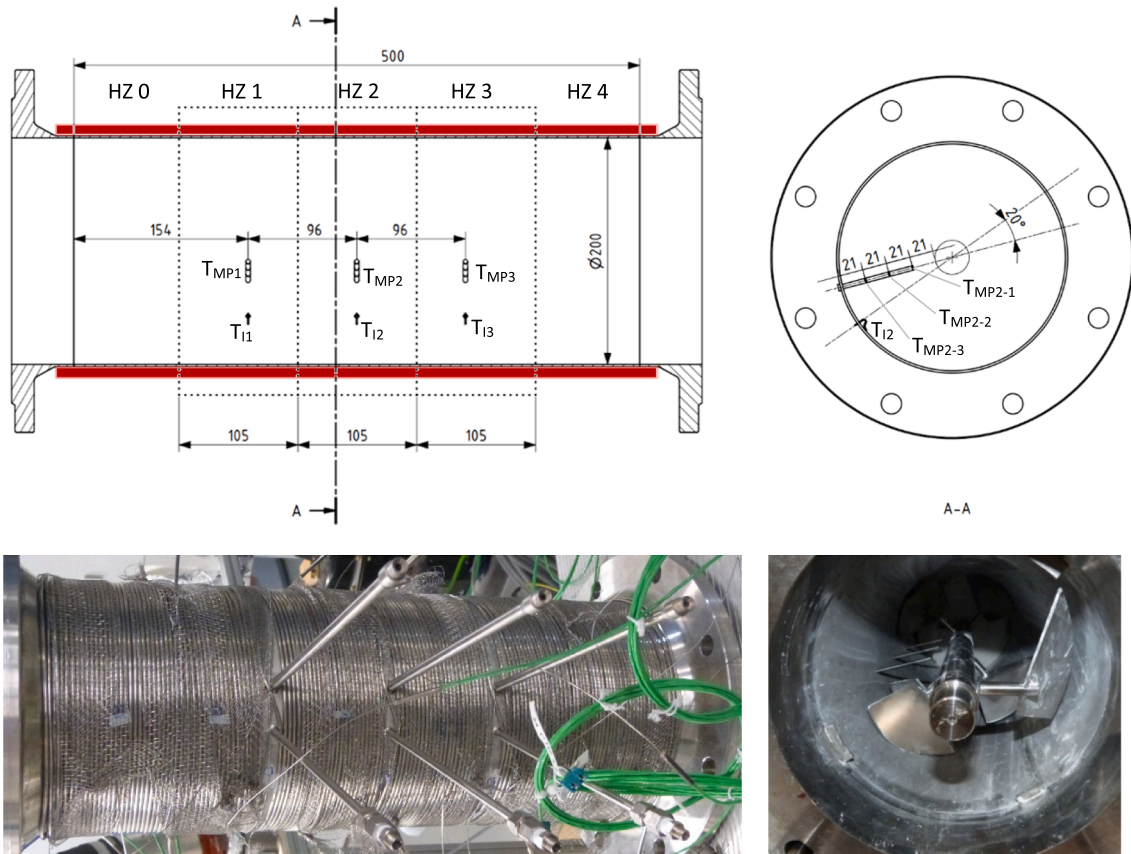 A
500
HZ 0 HZ 1 HZ 2 HZ 3 HZ 4
154 96 96
Ø200
TMP1 TMP2 TMP3
TI1 TI2 TI3
105 105 105
A
20°
21 21 21 21
TMP2-1
TMP2-2
TI2
TMP2-3
A-A